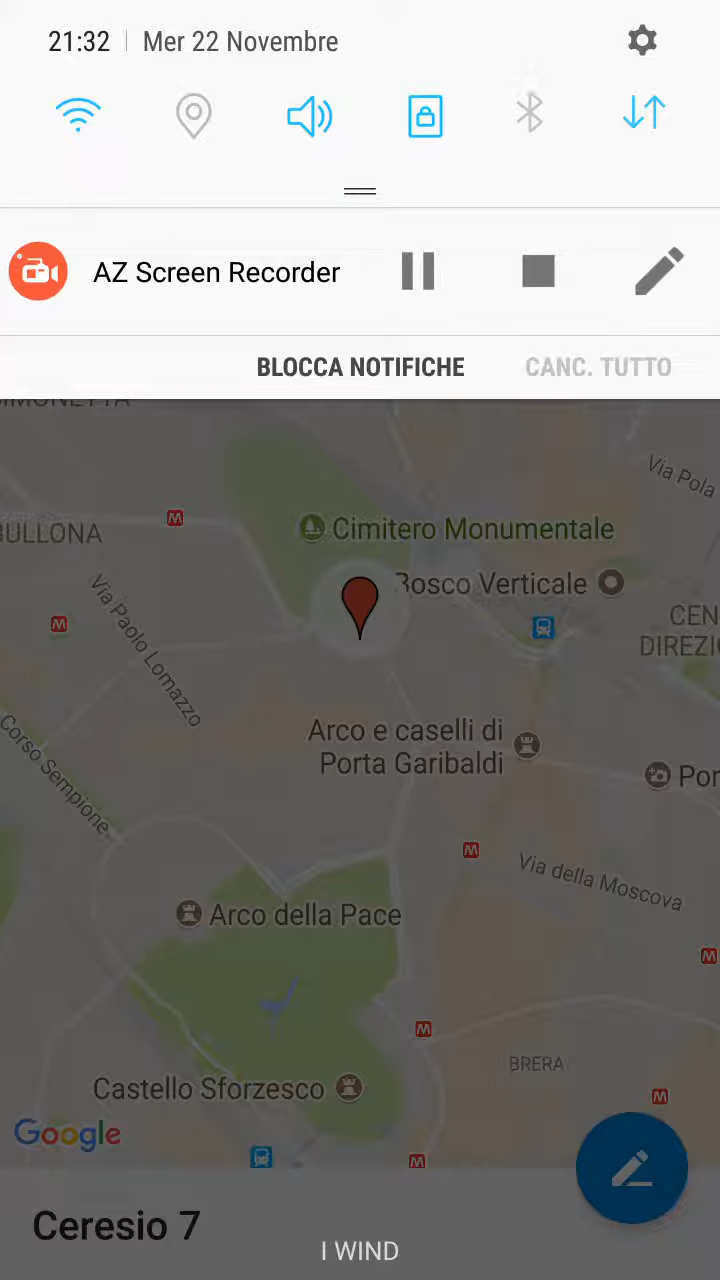 21:32 Mer 22 Novembre
AZ Screen Recorder
BLOCCA NOTIFICHE CANC. TUTTO
Via Pola
BULLONA
M
Cimitero Monumentale
Bosco Verticale
M
CEN
DIREZI
Via Paolo Lomazzo
Arco e caselli di
Porta Garibaldi
Corso Sempione
Por
M
Via della Moscova
Arco della Pace
M
M
BRERA
Castello Sforzesco
M
Google
M
Ceresio 7
I WIND